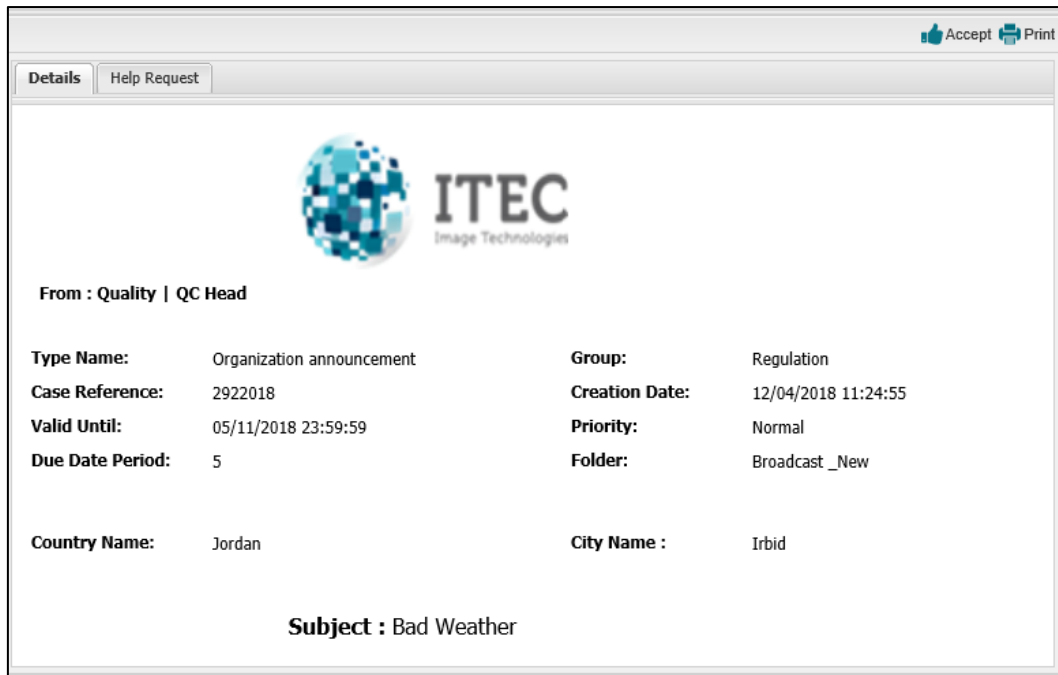 Accept Print
Details Help Request
ITEC
Image Technologies
From : Quality | QC Head
Type Name: Organization announcement Group: Regulation
Case Reference: 2922018 Creation Date: 12/04/2018 11:24:55
Valid Until: 05/11/2018 23:59:59 Priority: Normal
Due Date Period: 5 Folder: Broadcast _New
Country Name: Jordan City Name : Irbid
Subject : Bad Weather